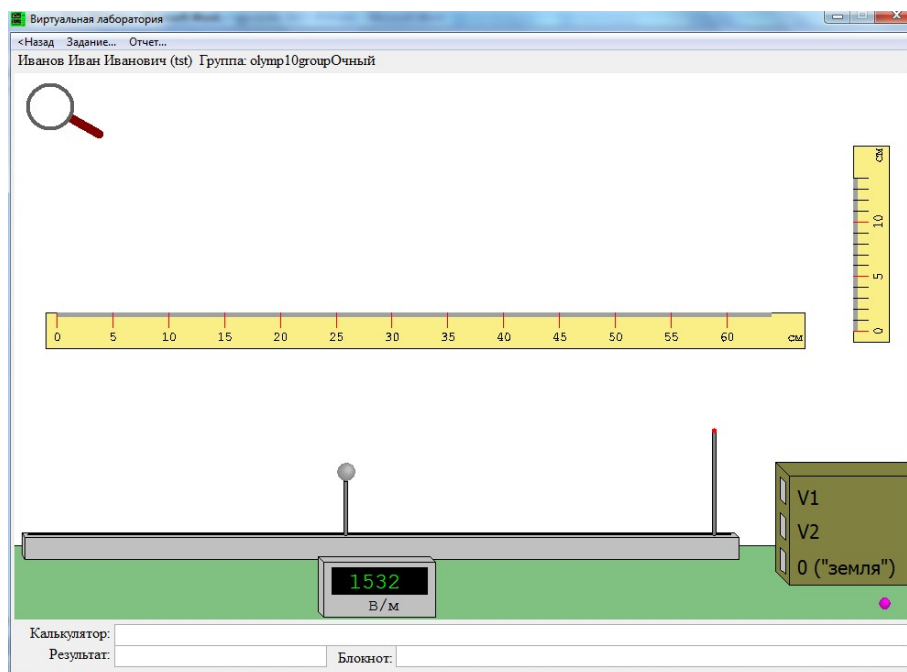 Виртуальная лаборатория
<Назад Задание... Отчет...
Иванов Иван Иванович (tst) Группа: olymp10groupОчный
см
10
5
0
0 5 10 15 20 25 30 35 40 45 50 55 60 см
V1
V2
0 ("земля")
1532
В/м
Калькулятор:
Результат: Блокнот: